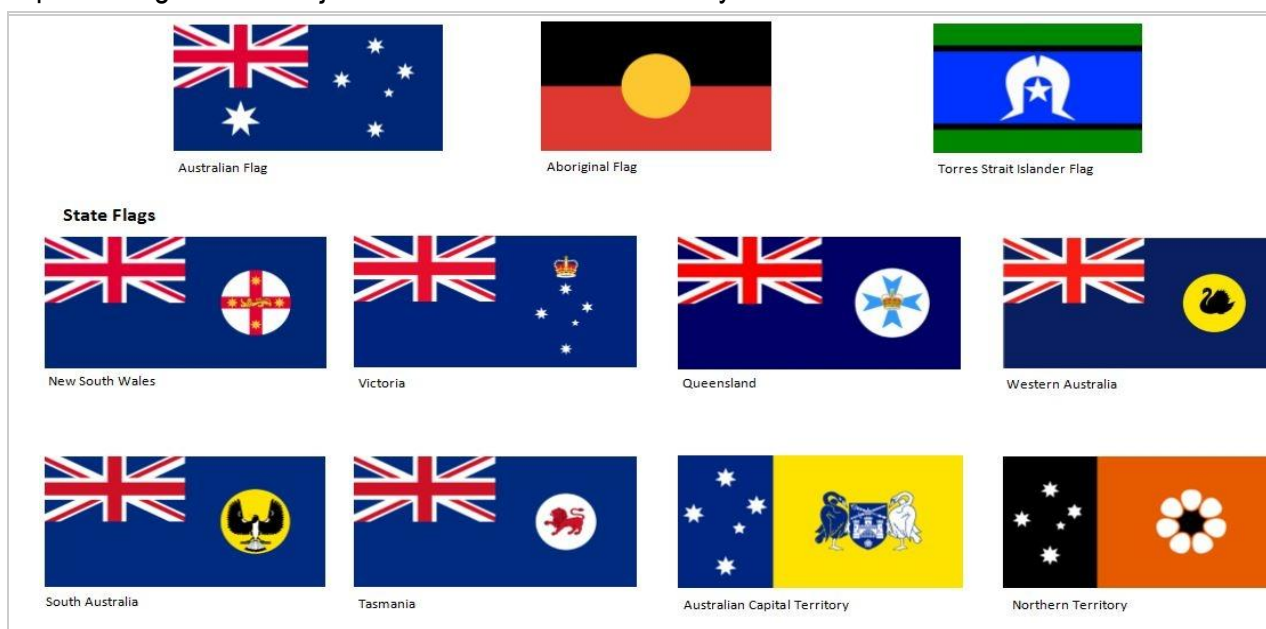 Australian Flag
Aboriginal Flag
Torres Strait Islander Flag
State Flags
New South Wales
Victoria
Queensland
Western Australia
South Australia
Tasmania
Australian Capital Territory
Northern Territory